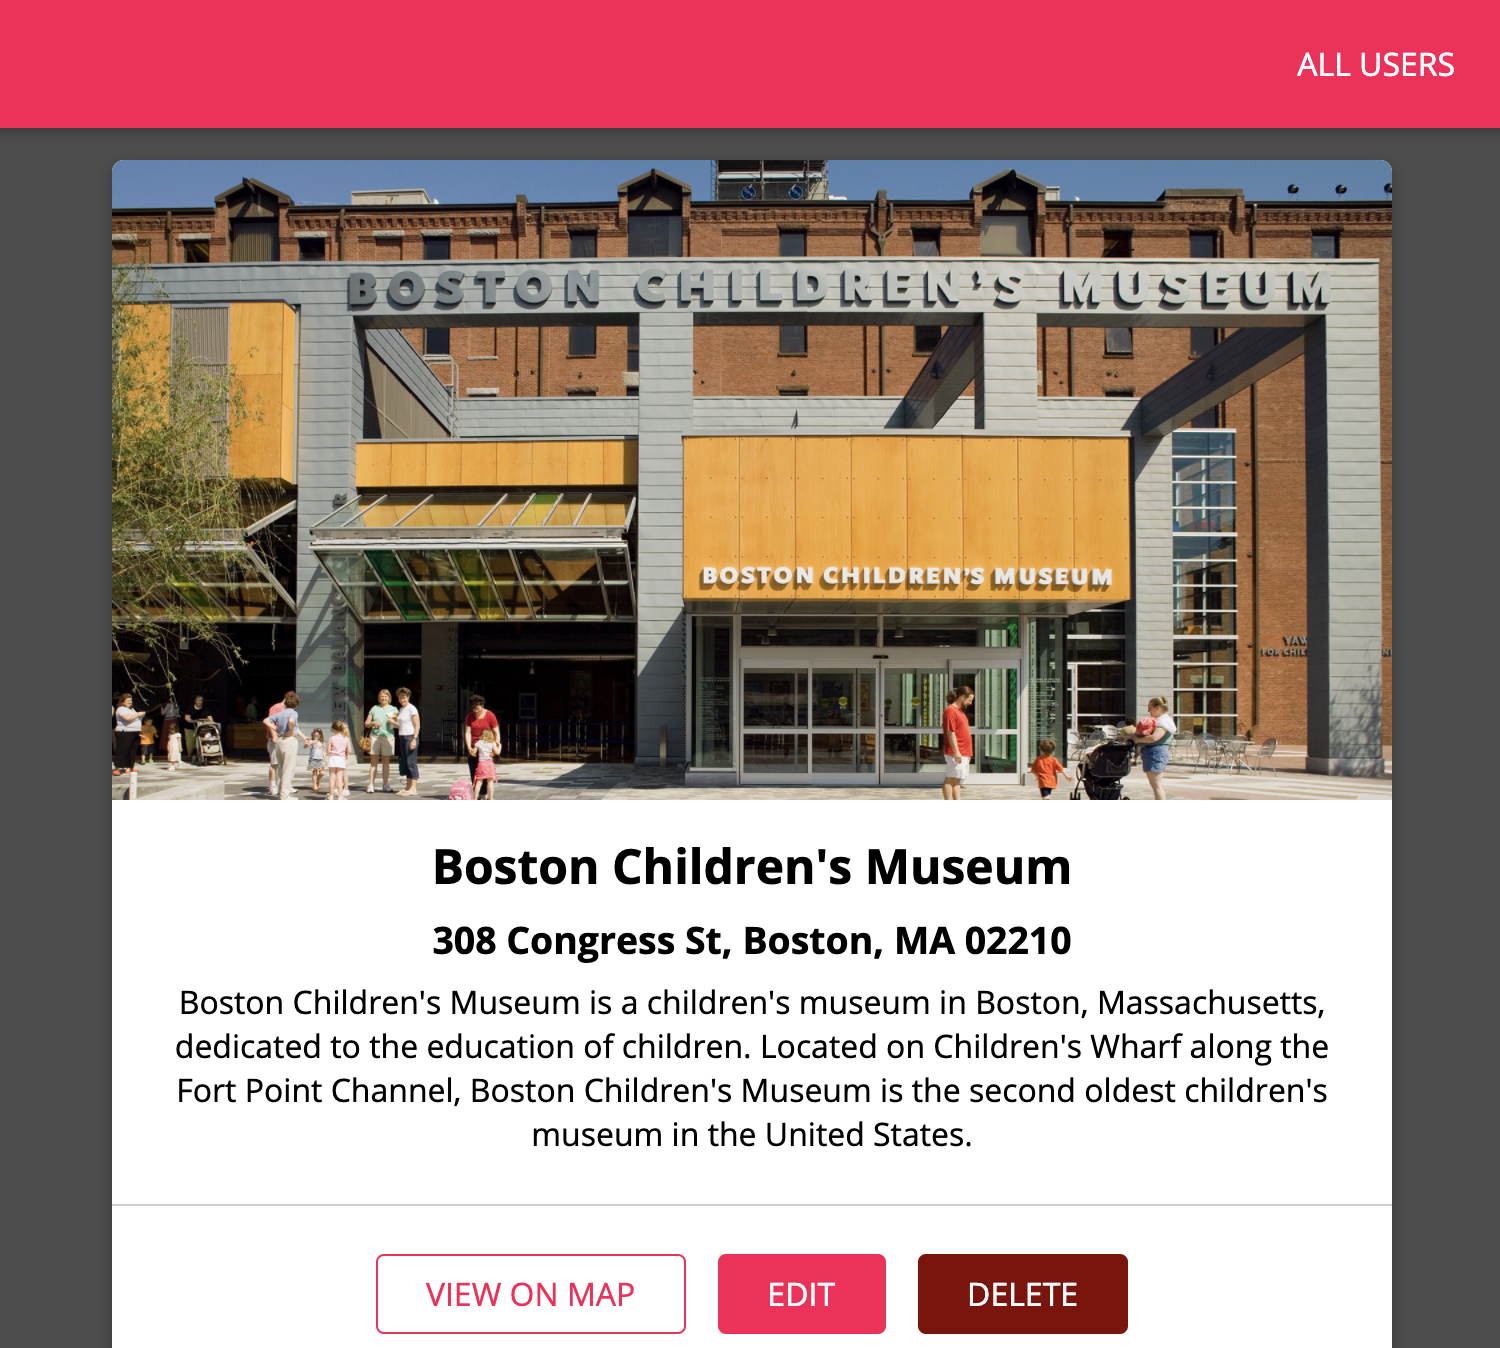 ALL USERS
BOSTON CHILDREN'S MUSEUM
BOSTON CHILDREN'S MUSEUM
Boston Children's Museum
308 Congress St, Boston, MA 02210
Boston Children's Museum is a children's museum in Boston, Massachusetts,
dedicated to the education of children. Located on Children's Wharf along the
Fort Point Channel, Boston Children's Museum is the second oldest children's
museum in the United States.
VIEW ON MAP
EDIT
DELETE